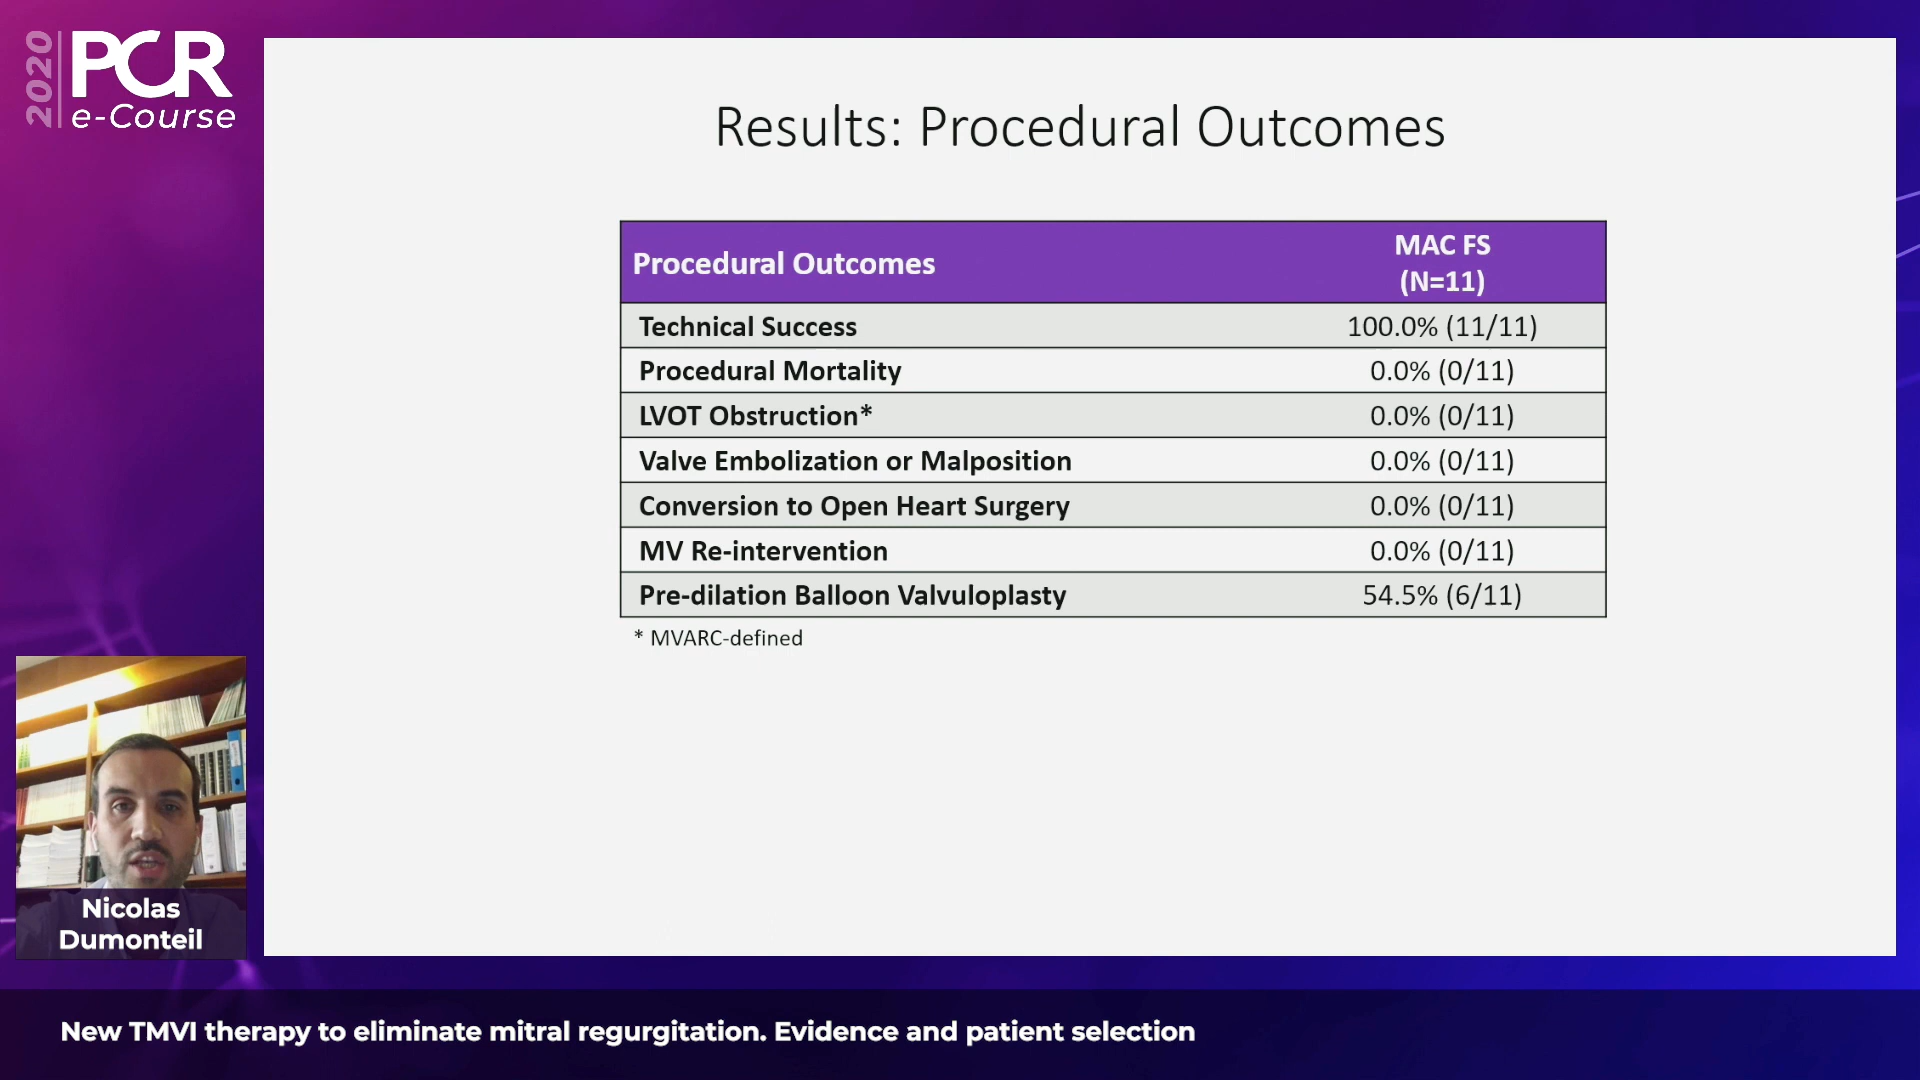 2020
PCR
e-Course
Results: Procedural Outcomes
Procedural Outcomes
MAC FS
(N=11)
Technical Success 100.0% (11/11)
Procedural Mortality 0.0% (0/11)
LVOT Obstruction* 0.0% (0/11)
Valve Embolization or Malposition 0.0% (0/11)
Conversion to Open Heart Surgery 0.0% (0/11)
MV Re-intervention 0.0% (0/11)
Pre-dilation Balloon Valvuloplasty 54.5% (6/11)
* MVARC-defined
Nicolas
Dumonteil
New TMVI therapy to eliminate mitral regurgitation. Evidence and patient selection